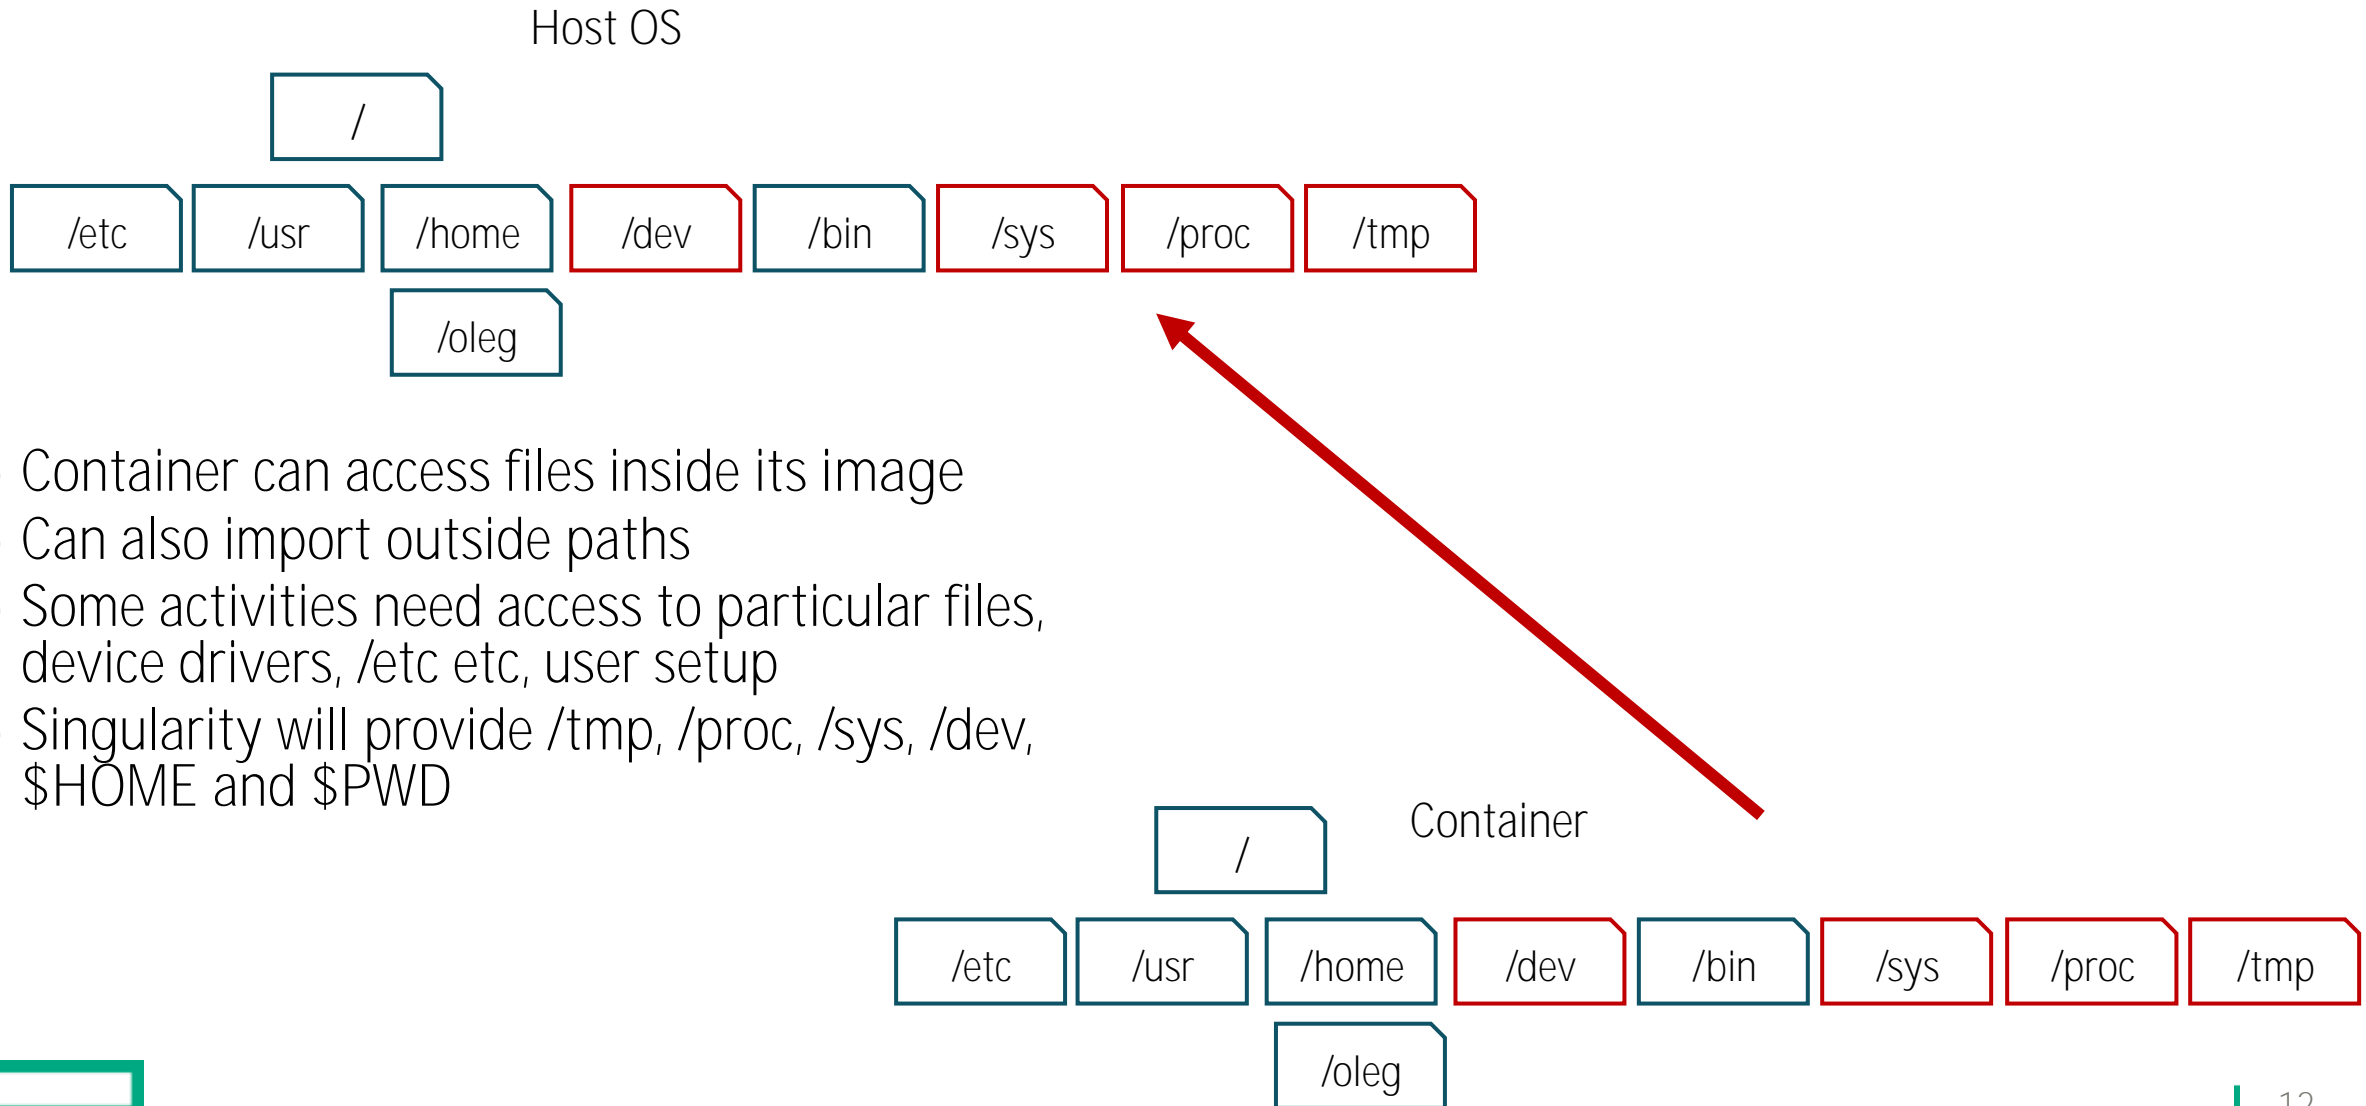 Host OS
/
/etc
/usr
/home
/dev
/bin
/sys
/proc
/tmp
/oleg
Container can access files inside its image
Can also import outside paths
Some activities need access to particular files,
device drivers, /etc etc, user setup
Singularity will provide /tmp, /proc, /sys, /dev,
$HOME and $PWD
Container
/
/etc
/usr
/home
/dev
/bin
/sys
/proc
/tmp
/oleg
12